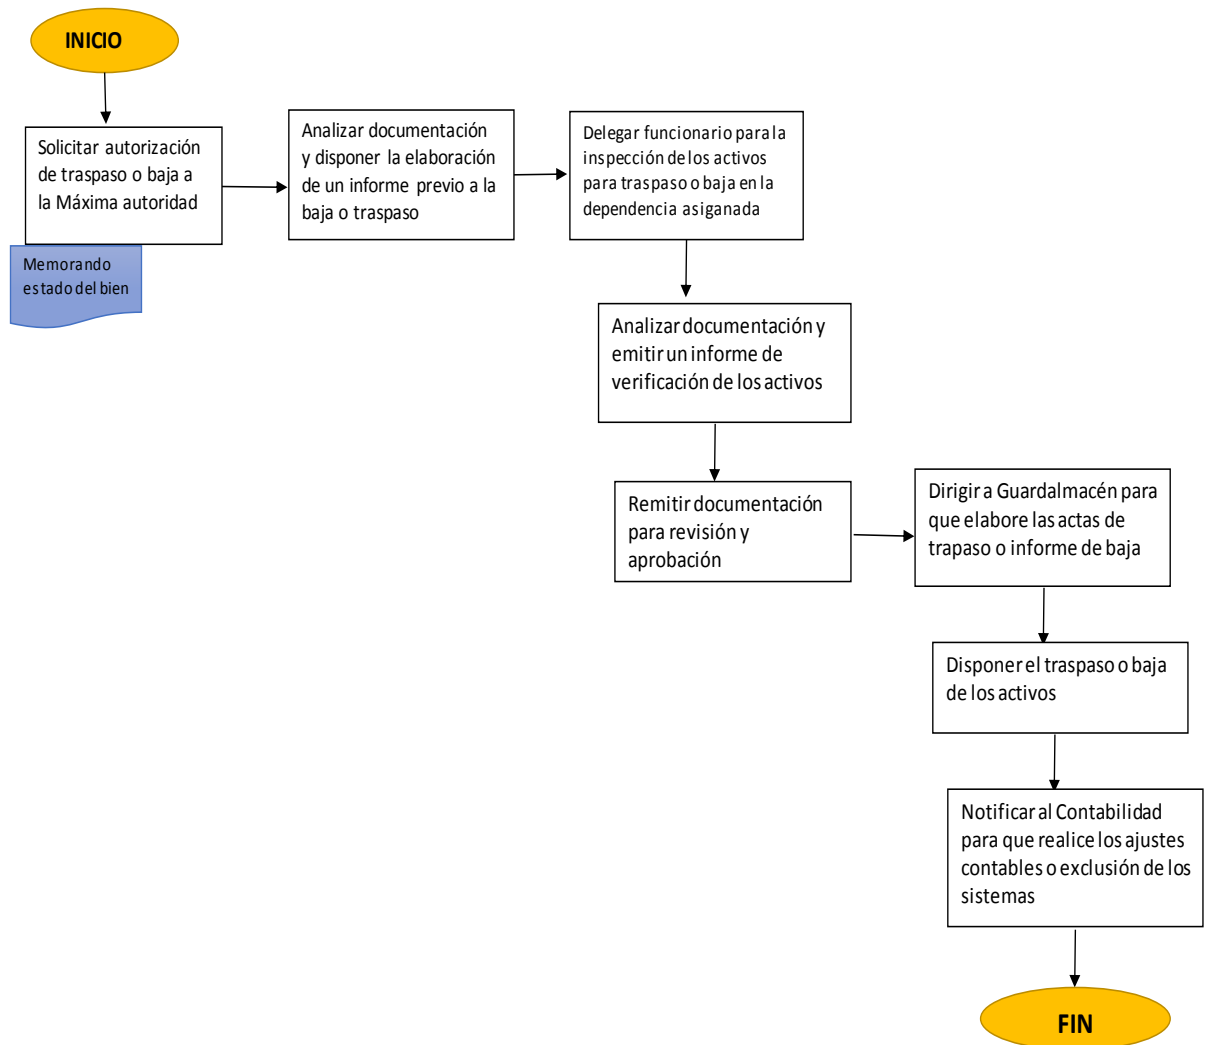 INICIO
Solicitar autorización
de traspaso o baja a
la Máxima autoridad
Memorando
estado del bien
Analizar documentación
y disponer la elaboración
de un informe previo a la
baja o traspaso
Delegar funcionario para la
inspección de los activos
para traspaso o baja en la
dependencia asiganada
Analizar documentación y
emitir un informe de
verificación de los activos
Remitir documentación
para revisión y
aprobación
Dirigir a Guardalmacén para
que elabore las actas de
trapaso o informe de baja
Disponer el traspaso o baja
de los activos
Notificar al Contabilidad
para que realice los ajustes
contables o exclusión de los
sistemas
FIN